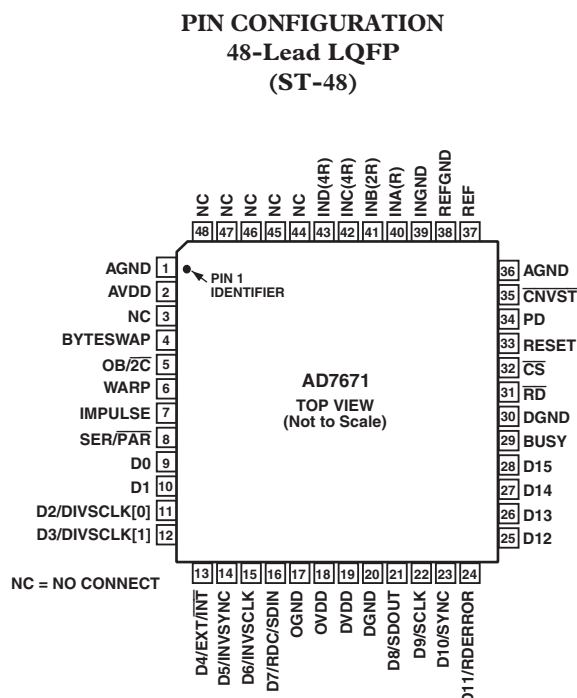 PIN CONFIGURATION
48-Lead LQFP
(ST-48)
NC
NC
NC
NC
NC
IND(4R)
INC(4R)
INB(2R)
INA(R)
INGND
REFGND
REF
48 47 46 45 44 43 42 41 40 39 38 37
AGND 1
AVDD 2
NC 3
BYTESWAP 4
OB/2C 5
WARP 6
IMPULSE 7
SER/PAR 8
D0 9
D1 10
D2/DIVSCLK[0] 11
D3/DIVSCLK[1] 12
PIN 1
IDENTIFIER
AD7671
TOP VIEW
(Not to Scale)
36 AGND
35 CNVST
34 PD
33 RESET
32 CS
31 RD
30 DGND
29 BUSY
28 D15
27 D14
26 D13
25 D12
NC = NO CONNECT
13 14 15 16 17 18 19 20 21 22 23 24
D4/EXT/INT
D5/INVSYNC
D6/INVSCLK
D7/RDC/SDIN
OGND
OVDD
DVDD
DGND
D8/SDOUT
D9/SCLK
D10/SYNC
D11/RDERROR